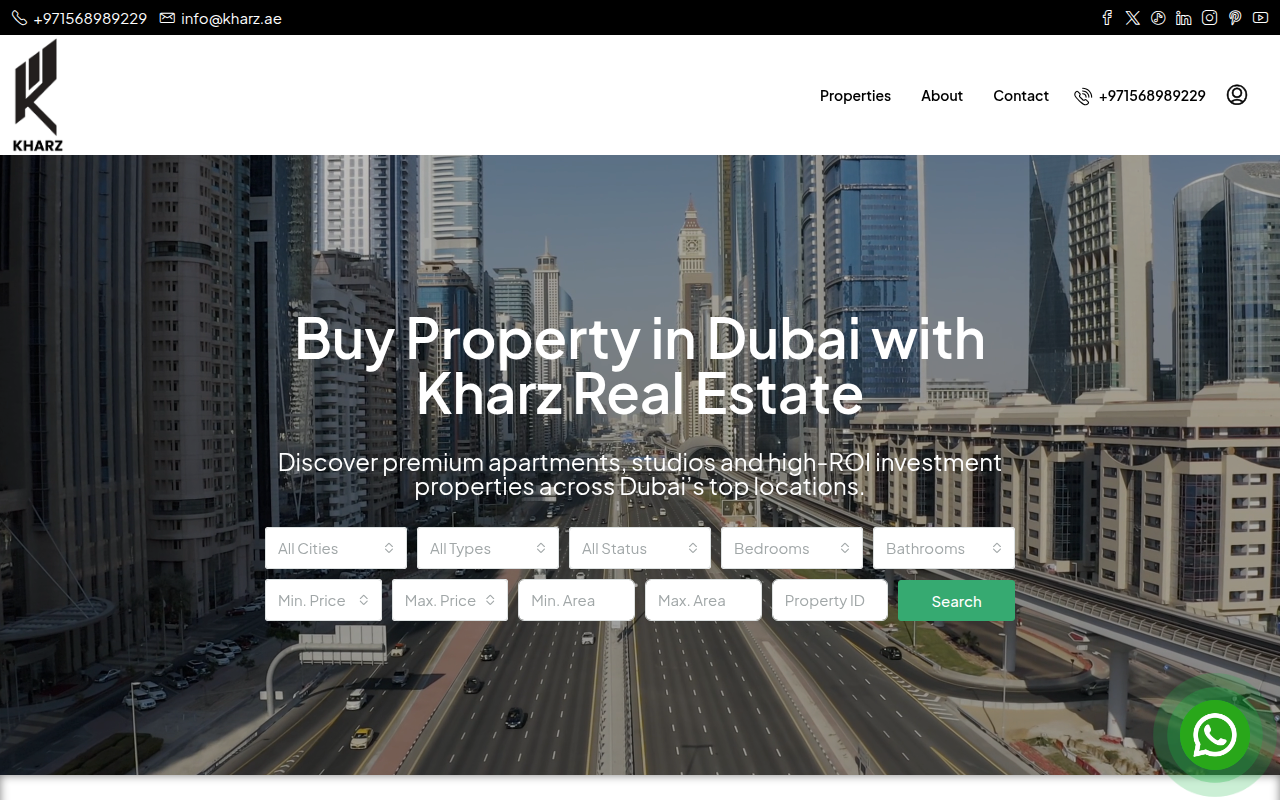 +971568989229 info@kharz.ae
KHARZ
Properties About Contact +971568989229
Buy Property in Dubai with
Kharz Real Estate
Discover premium apartments, studios and high-ROI investment
properties across Dubai’s top locations.
All Cities All Types All Status Bedrooms Bathrooms
Min. Price Max. Price Min. Area Max. Area Property ID Search